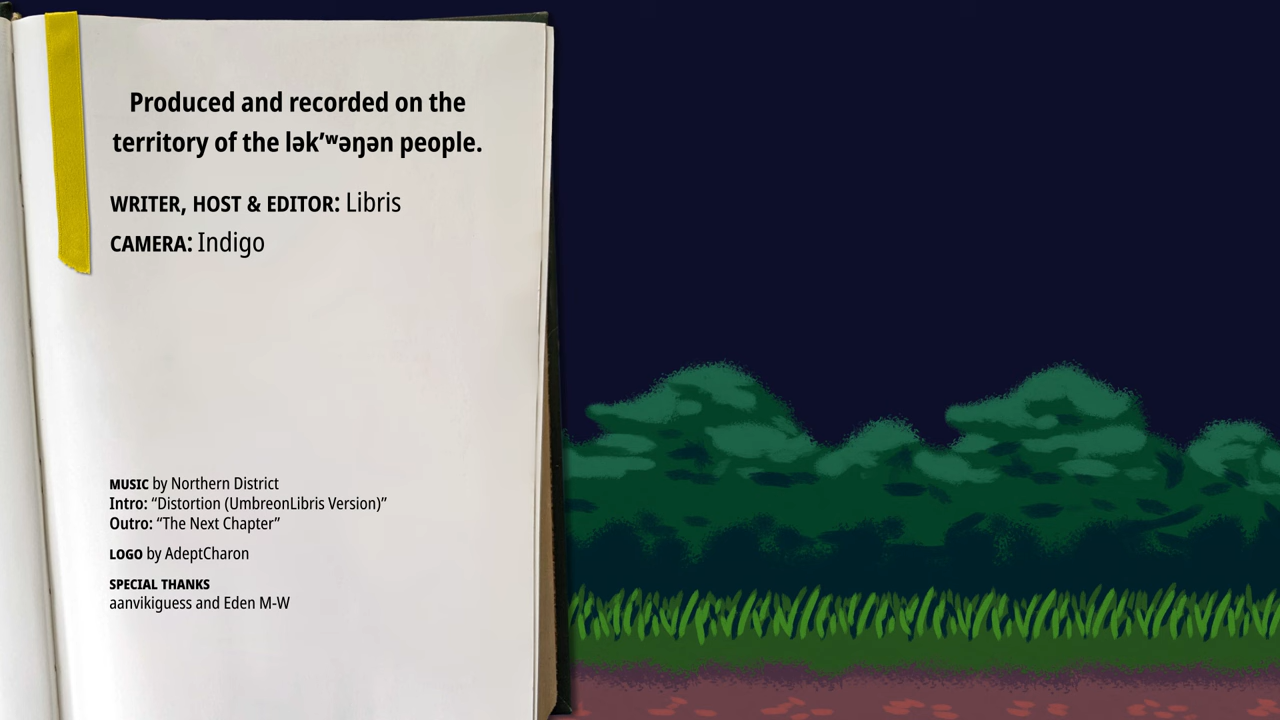 Produced and recorded on the
territory of the lək̓ʷəŋən people.
WRITER, HOST & EDITOR: Libris
CAMERA: Indigo
MUSIC by Northern District
Intro: “Distortion (UmbreonLibris Version)”
Outro: “The Next Chapter”
LOGO by AdeptCharon
SPECIAL THANKS
aanvikiguess and Eden M-W